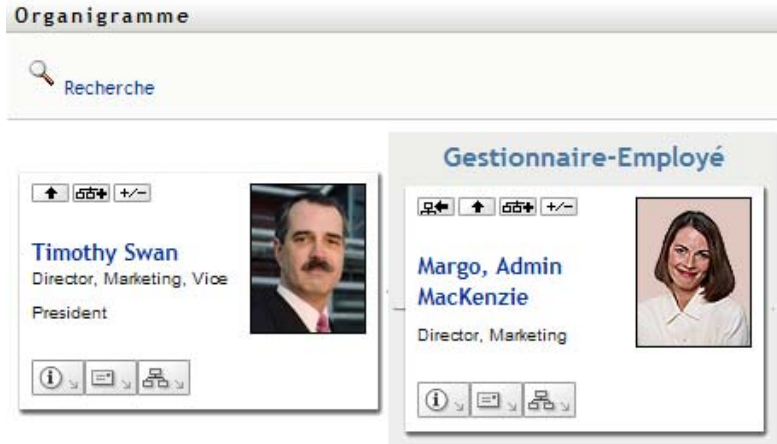 Organigramme
Recherche
Gestionnaire-Employé
+/-
Timothy Swan
Director, Marketing, Vice
President
+/-
Margo, Admin
MacKenzie
Director, Marketing